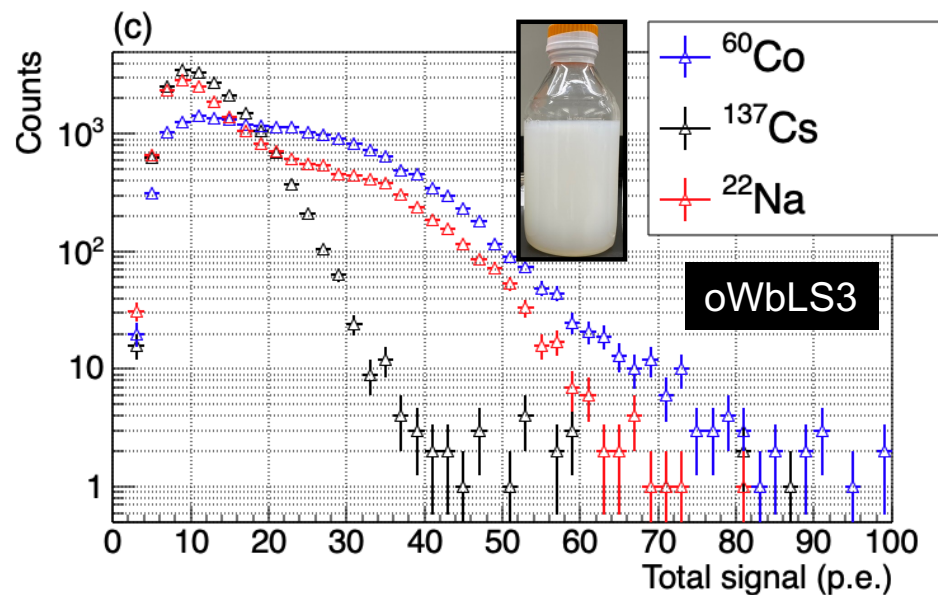 (c)
Counts
10³
10²
10
1
0 10 20 30 40 50 60 70 80 90 100
Total signal (p.e.)
⁶⁰Co
¹³⁷Cs
²²Na
oWbLS3